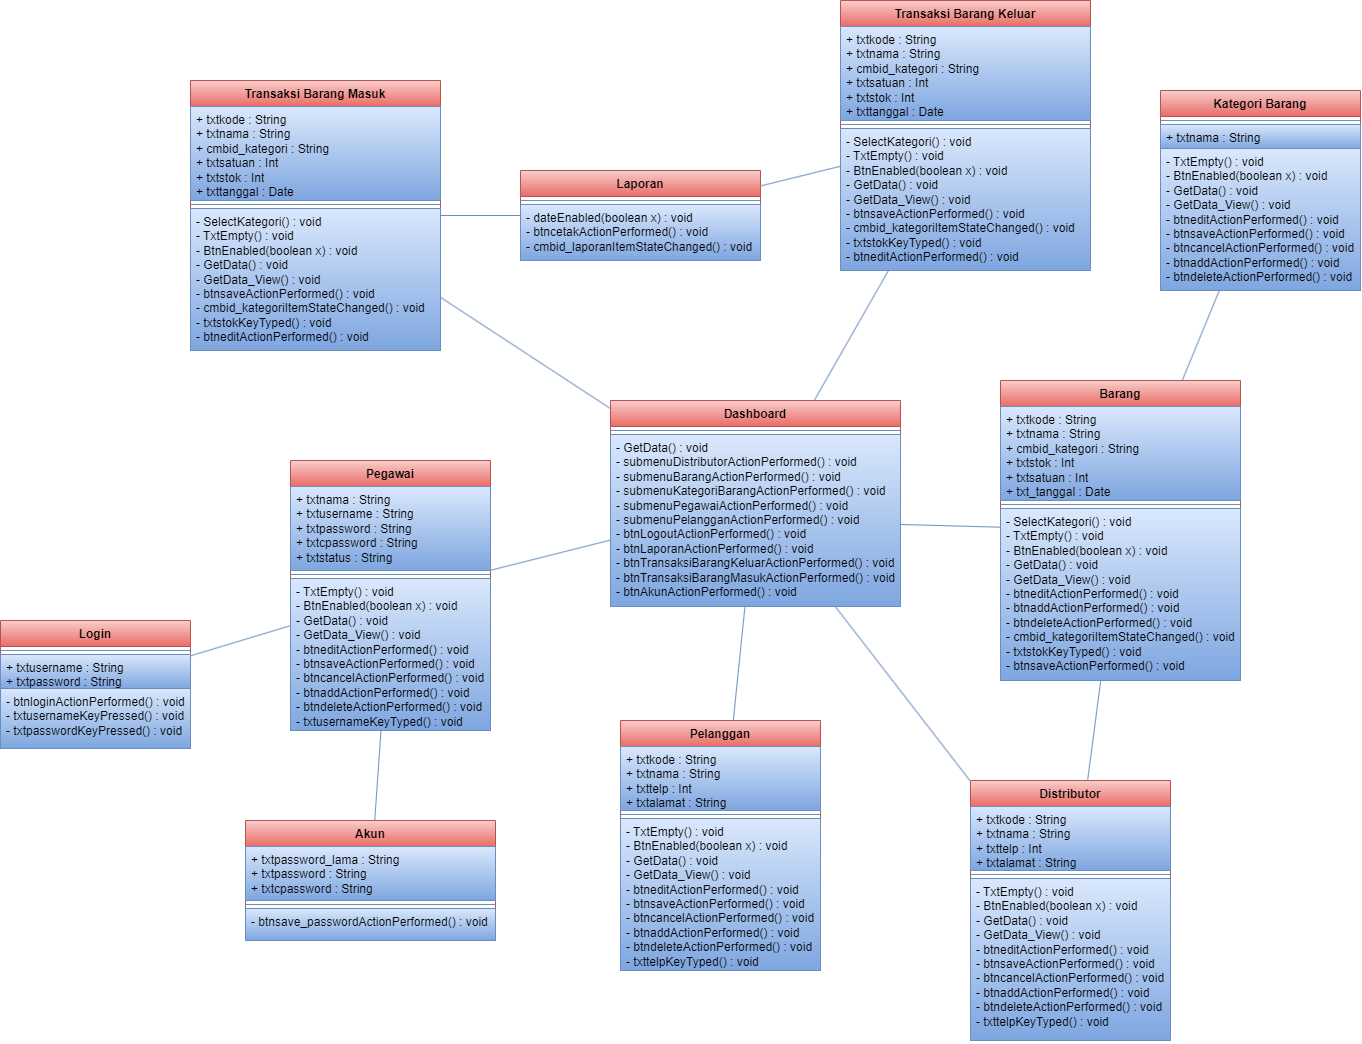 Transaksi Barang Keluar
+ txtkode : String
+ txtnama : String
+ cmbid_kategori : String
+ txtsatuan : Int
+ txtstok : Int
+ txttanggal : Date
- SelectKategori() : void
- TxtEmpty() : void
- BtnEnabled(boolean x) : void
- GetData() : void
- GetData_View() : void
- btnsaveActionPerformed() : void
- cmbid_kategoriItemStateChanged() : void
- txtstokKeyTyped() : void
- btneditActionPerformed() : void
Transaksi Barang Masuk
+ txtkode : String
+ txtnama : String
+ cmbid_kategori : String
+ txtsatuan : Int
+ txtstok : Int
+ txttanggal : Date
- SelectKategori() : void
- TxtEmpty() : void
- BtnEnabled(boolean x) : void
- GetData() : void
- GetData_View() : void
- btnsaveActionPerformed() : void
- cmbid_kategoriItemStateChanged() : void
- txtstokKeyTyped() : void
- btneditActionPerformed() : void
Kategori Barang
+ txtnama : String
- TxtEmpty() : void
- BtnEnabled(boolean x) : void
- GetData() : void
- GetData_View() : void
- btneditActionPerformed() : void
- btnsaveActionPerformed() : void
- btncancelActionPerformed() : void
- btnaddActionPerformed() : void
- btndeleteActionPerformed() : void
Laporan
- dateEnabled(boolean x) : void
- btncetakActionPerformed() : void
- cmbid_laporanItemStateChanged() : void
Barang
+ txtkode : String
+ txtnama : String
+ cmbid_kategori : String
+ txtstok : Int
+ txtsatuan : Int
+ txt_tanggal : Date
- SelectKategori() : void
- TxtEmpty() : void
- BtnEnabled(boolean x) : void
- GetData() : void
- GetData_View() : void
- btneditActionPerformed() : void
- btnaddActionPerformed() : void
- btndeleteActionPerformed() : void
- cmbid_kategoriItemStateChanged() : void
- txtstokKeyTyped() : void
- btnsaveActionPerformed() : void
Dashboard
- GetData() : void
- submenuDistributorActionPerformed() : void
- submenuBarangActionPerformed() : void
- submenuKategoriBarangActionPerformed() : void
- submenuPegawaiActionPerformed() : void
- submenuPelangganActionPerformed() : void
- btnLogoutActionPerformed() : void
- btnLaporanActionPerformed() : void
- btnTransaksiBarangKeluarActionPerformed() : void
- btnTransaksiBarangMasukActionPerformed() : void
- btnAkunActionPerformed() : void
Pegawai
+ txtnama : String
+ txtusername : String
+ txtpassword : String
+ txtcpassword : String
+ txtstatus : String
- TxtEmpty() : void
- BtnEnabled(boolean x) : void
- GetData() : void
- GetData_View() : void
- btneditActionPerformed() : void
- btnsaveActionPerformed() : void
- btncancelActionPerformed() : void
- btnaddActionPerformed() : void
- btndeleteActionPerformed() : void
- txtusernameKeyTyped() : void
Login
+ txtusername : String
+ txtpassword : String
- btnloginActionPerformed() : void
- txtusernameKeyPressed() : void
- txtpasswordKeyPressed() : void
Pelanggan
+ txtkode : String
+ txtnama : String
+ txttelp : Int
+ txtalamat : String
- TxtEmpty() : void
- BtnEnabled(boolean x) : void
- GetData() : void
- GetData_View() : void
- btneditActionPerformed() : void
- btnsaveActionPerformed() : void
- btncancelActionPerformed() : void
- btnaddActionPerformed() : void
- btndeleteActionPerformed() : void
- txttelpKeyTyped() : void
Distributor
+ txtkode : String
+ txtnama : String
+ txttelp : Int
+ txtalamat : String
- TxtEmpty() : void
- BtnEnabled(boolean x) : void
- GetData() : void
- GetData_View() : void
- btneditActionPerformed() : void
- btnsaveActionPerformed() : void
- btncancelActionPerformed() : void
- btnaddActionPerformed() : void
- btndeleteActionPerformed() : void
- txttelpKeyTyped() : void
Akun
+ txtpassword_lama : String
+ txtpassword : String
+ txtcpassword : String
- btnsave_passwordActionPerformed() : void